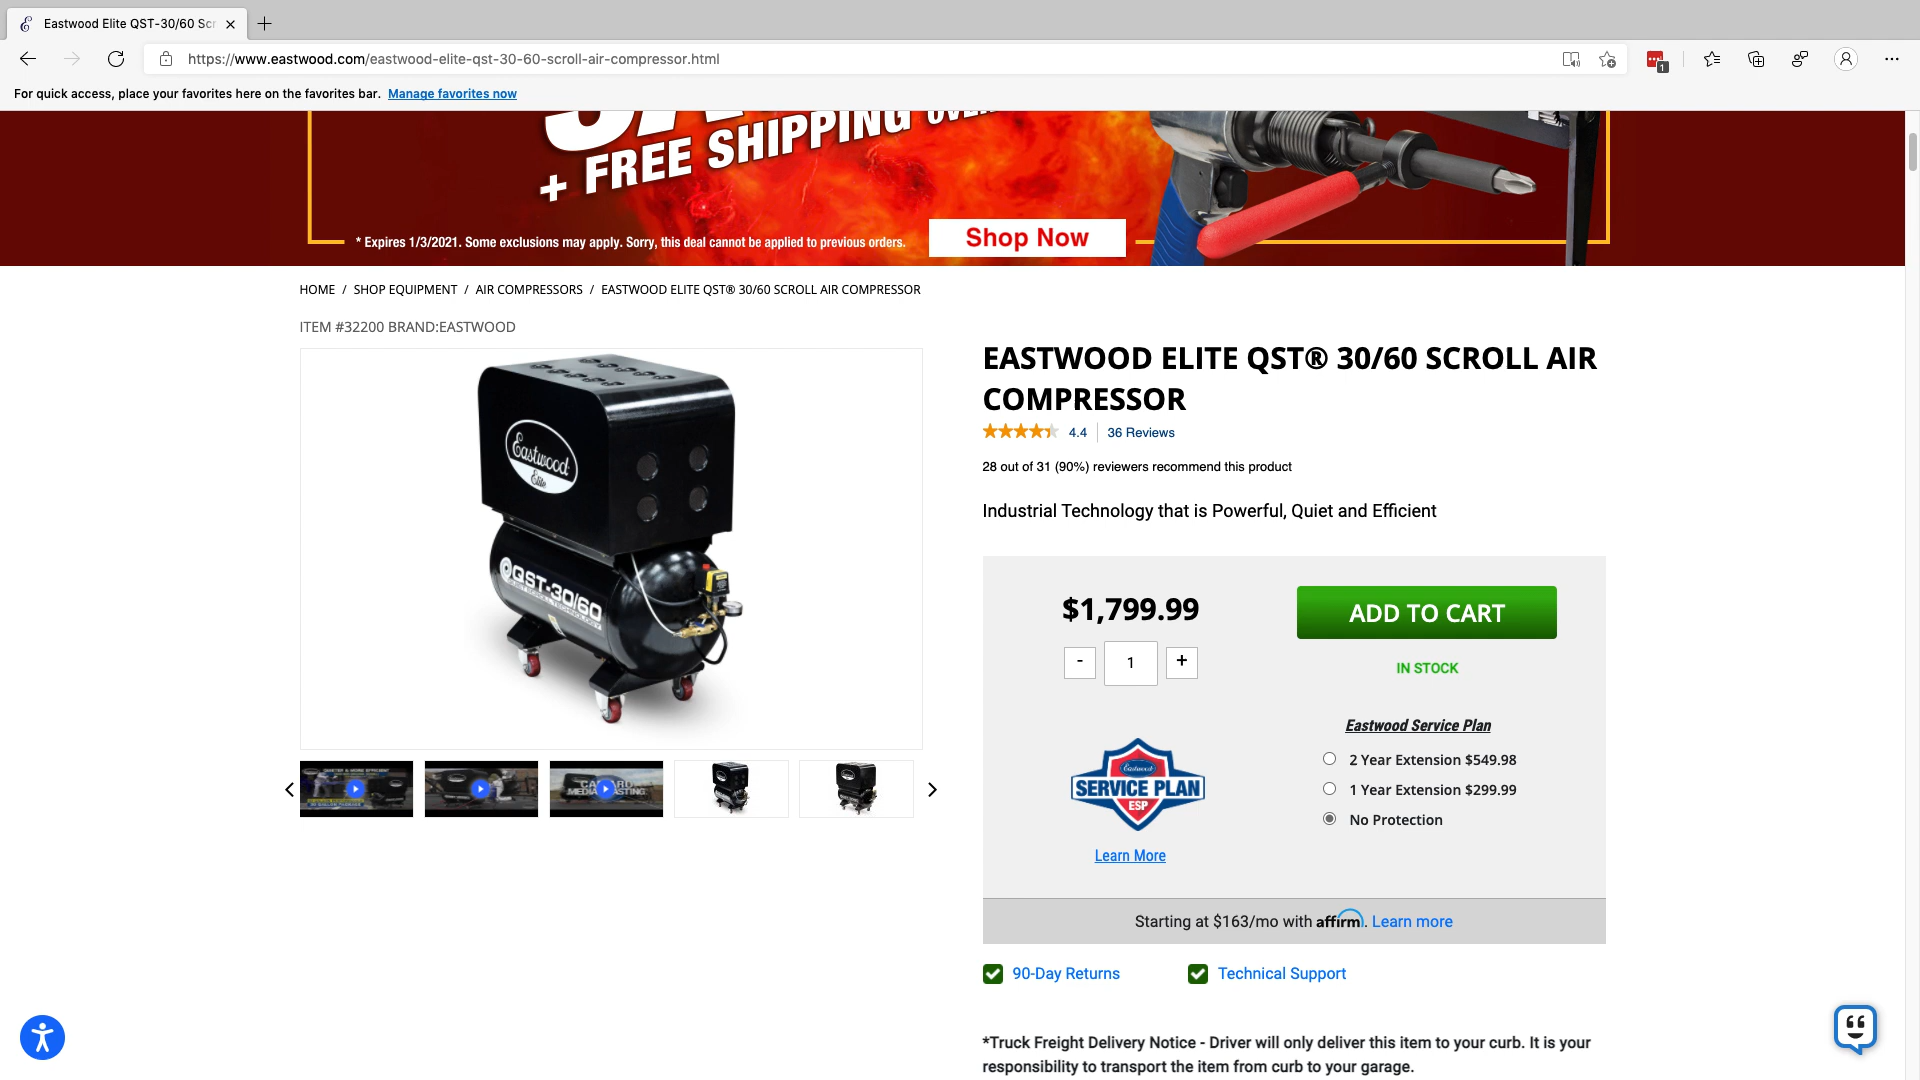 Eastwood Elite QST-30/60 Scr
https://www.eastwood.com/eastwood-elite-qst-30-60-scroll-air-compressor.html
1
For quick access, place your favorites here on the favorites bar. Manage favorites now
+ FREE SHIPPING
* Expires 1/3/2021. Some exclusions may apply. Sorry, this deal cannot be applied to previous orders.
Shop Now
HOME / SHOP EQUIPMENT / AIR COMPRESSORS / EASTWOOD ELITE QST® 30/60 SCROLL AIR COMPRESSOR
ITEM #32200 BRAND:EASTWOOD
Eastwood
Elite
QST-30/60
EASTWOOD ELITE QST® 30/60 SCROLL AIR
COMPRESSOR
4.4
36 Reviews
28 out of 31 (90%) reviewers recommend this product
Industrial Technology that is Powerful, Quiet and Efficient
$1,799.99
ADD TO CART
- 1 +
IN STOCK
Eastwood Service Plan
2 Year Extension $549.98
1 Year Extension $299.99
No Protection
Eastwood
SERVICE PLAN
ESP
Learn More
Starting at $163/mo with affirm. Learn more
90-Day Returns
Technical Support
*Truck Freight Delivery Notice - Driver will only deliver this item to your curb. It is your
responsibility to transport the item from curb to your garage.